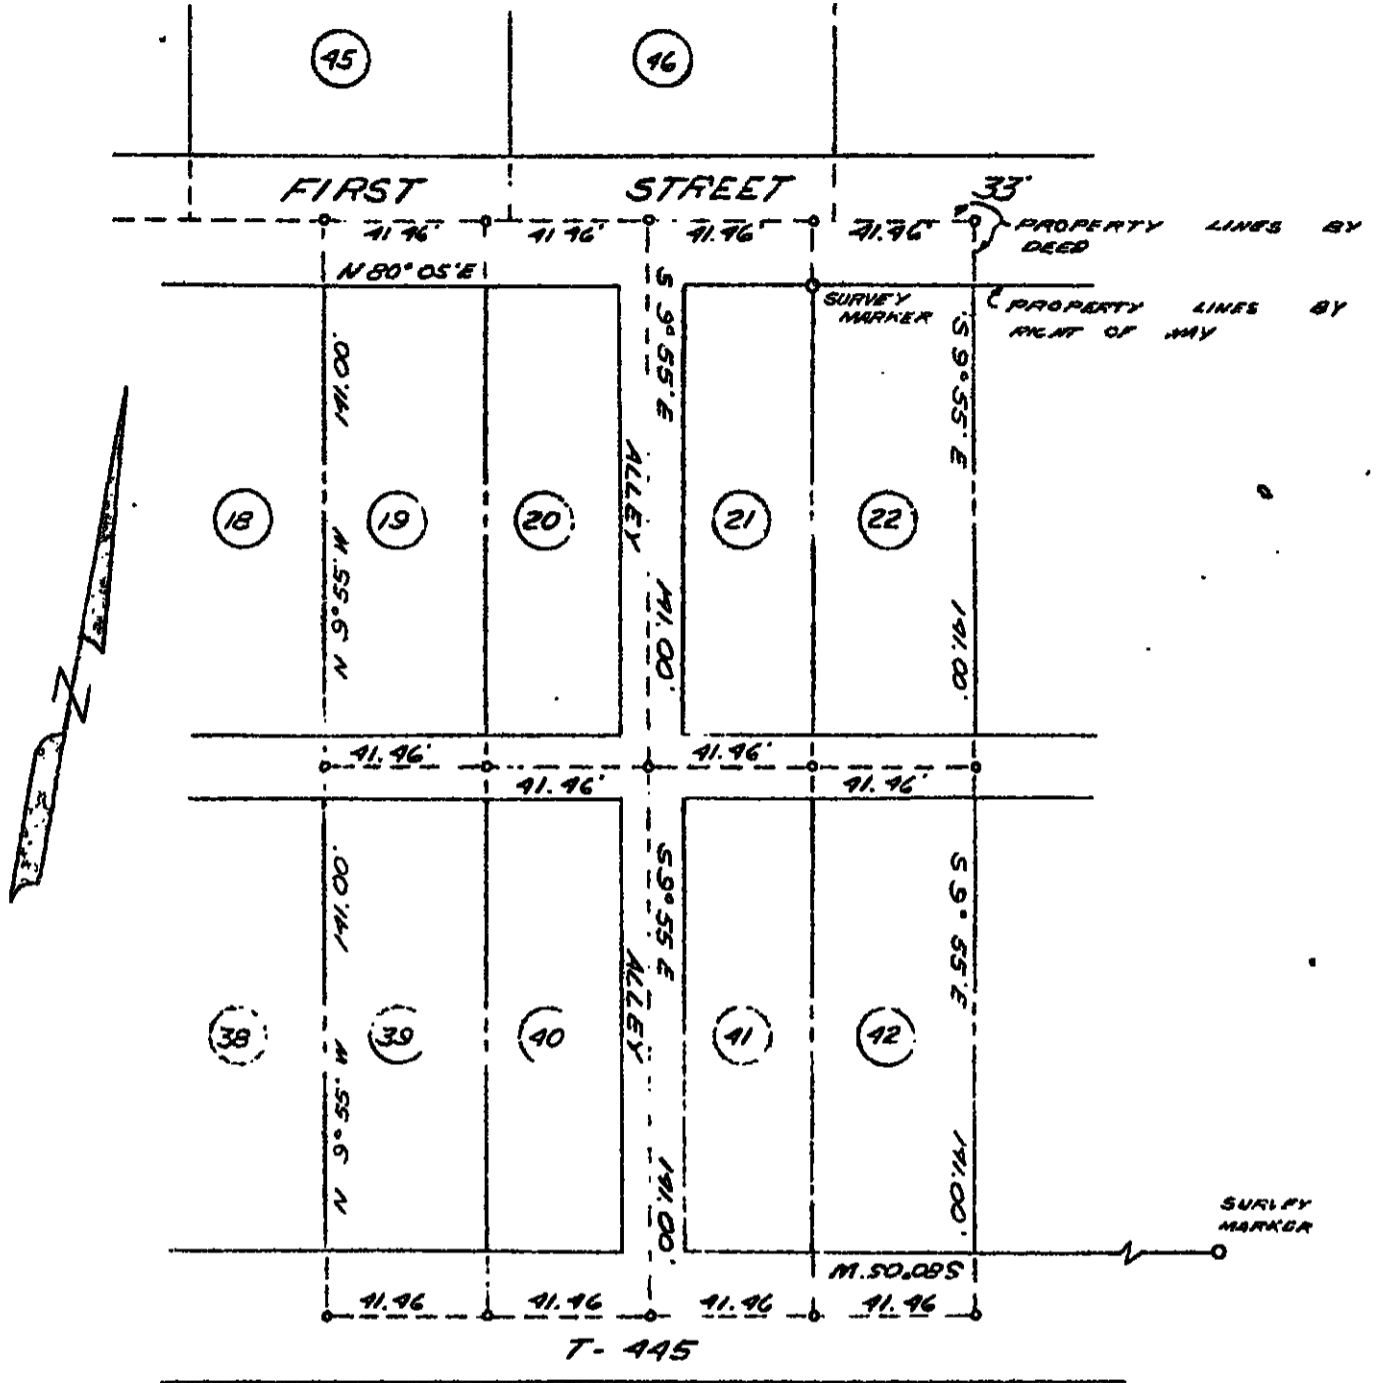 45
46
FIRST STREET 33'
41.46' 41.46' 41.46' 41.46'
PROPERTY LINES BY
DEED
N 80° 05' E
SURVEY
MARKER
PROPERTY LINES BY
RIGHT OF WAY
N 9° 55' W 141.00'
S 9° 55' E ALLEY 141.00'
S 9° 55' E 141.00'
18
19
20
21
22
N
41.46' 41.46' 41.46' 41.46'
N 9° 55' W 141.00'
S 9° 55' E ALLEY 141.00'
S 9° 55' E 141.00'
38
39
40
41
42
SURVEY
MARKER
S 80° 05' W
41.46 41.46 41.46 41.46
T- 445